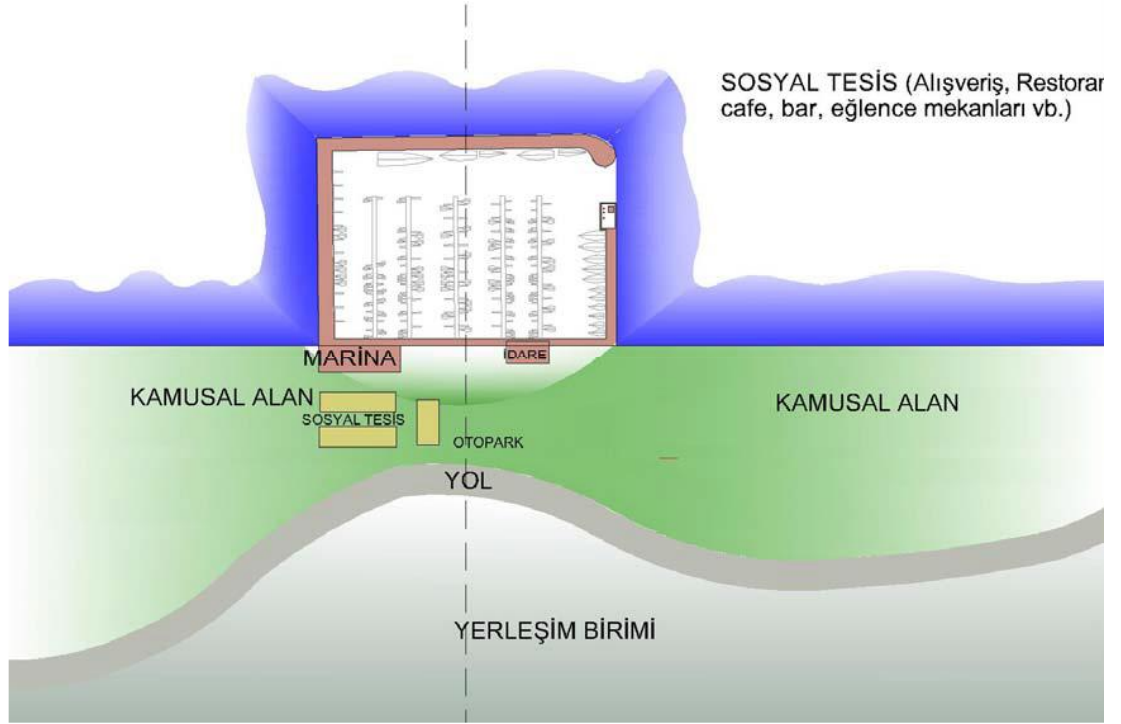 SOSYAL TESİS (Alışveriş, Restoran
cafe, bar, eğlence mekanları vb.)
MARİNA
İDARE
KAMUSAL ALAN
KAMUSAL ALAN
SOSYAL TESİS
OTOPARK
YOL
YERLEŞİM BİRİMİ